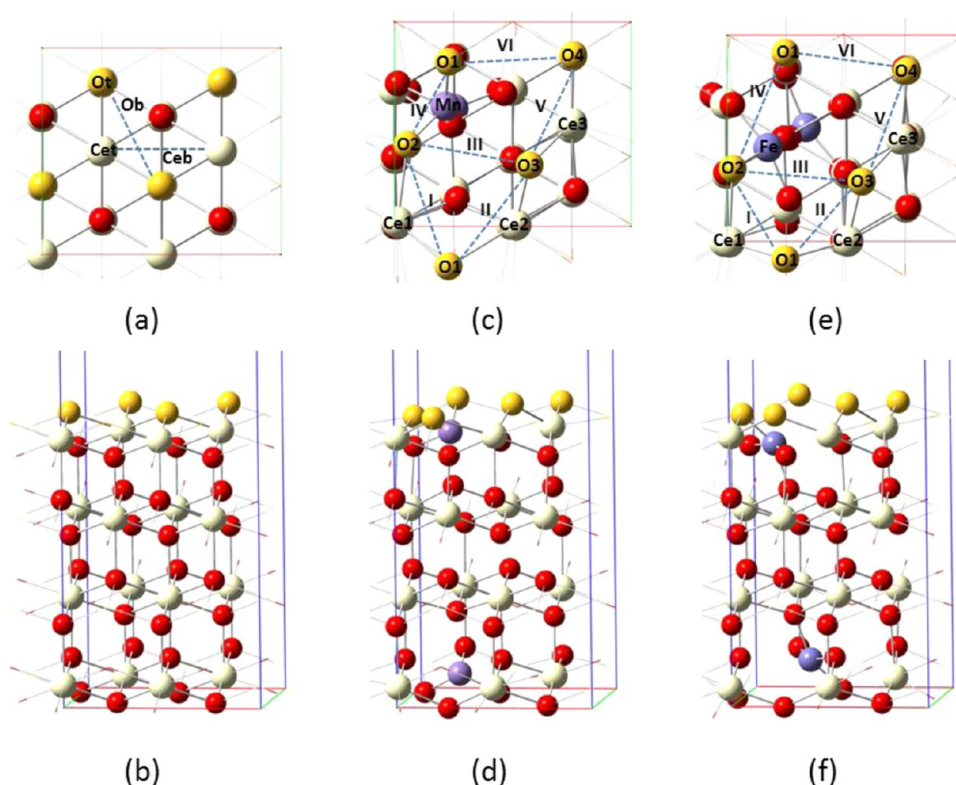 Ot
Ob
Cet
Ceb
(a)
O1
VI
O4
IV
Mn
V
Ce3
O2
III
O3
I
II
Ce1
Ce2
O1
(c)
O1
VI
O4
IV
V
Fe
Ce3
O2
III
O3
I
II
Ce1
Ce2
O1
(e)
(b)
(d)
(f)